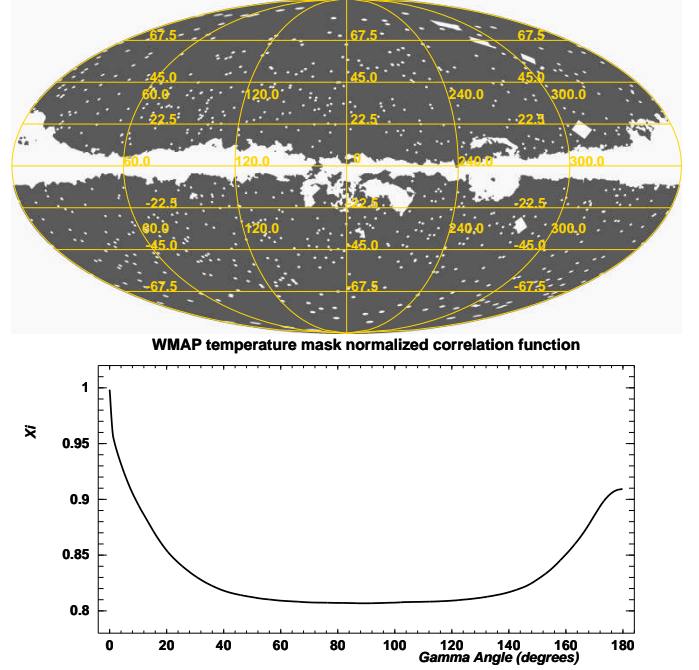 67.5 67.5
45.0 45.0
60.0 120.0 240.0 300.0
22.5 22.5
60.0 120.0 0 240.0 300.0
-22.5 -22.5 -22.5
60.0 120.0 240.0 300.0
-45.0 -45.0 -45.0
-67.5 -67.5 -67.5
67.5
45.0
22.5
WMAP temperature mask normalized correlation function
1
0.95
0.9
0.85
0.8
Xi
0 20 40 60 80 100 120 140 160 180
Gamma Angle (degrees)